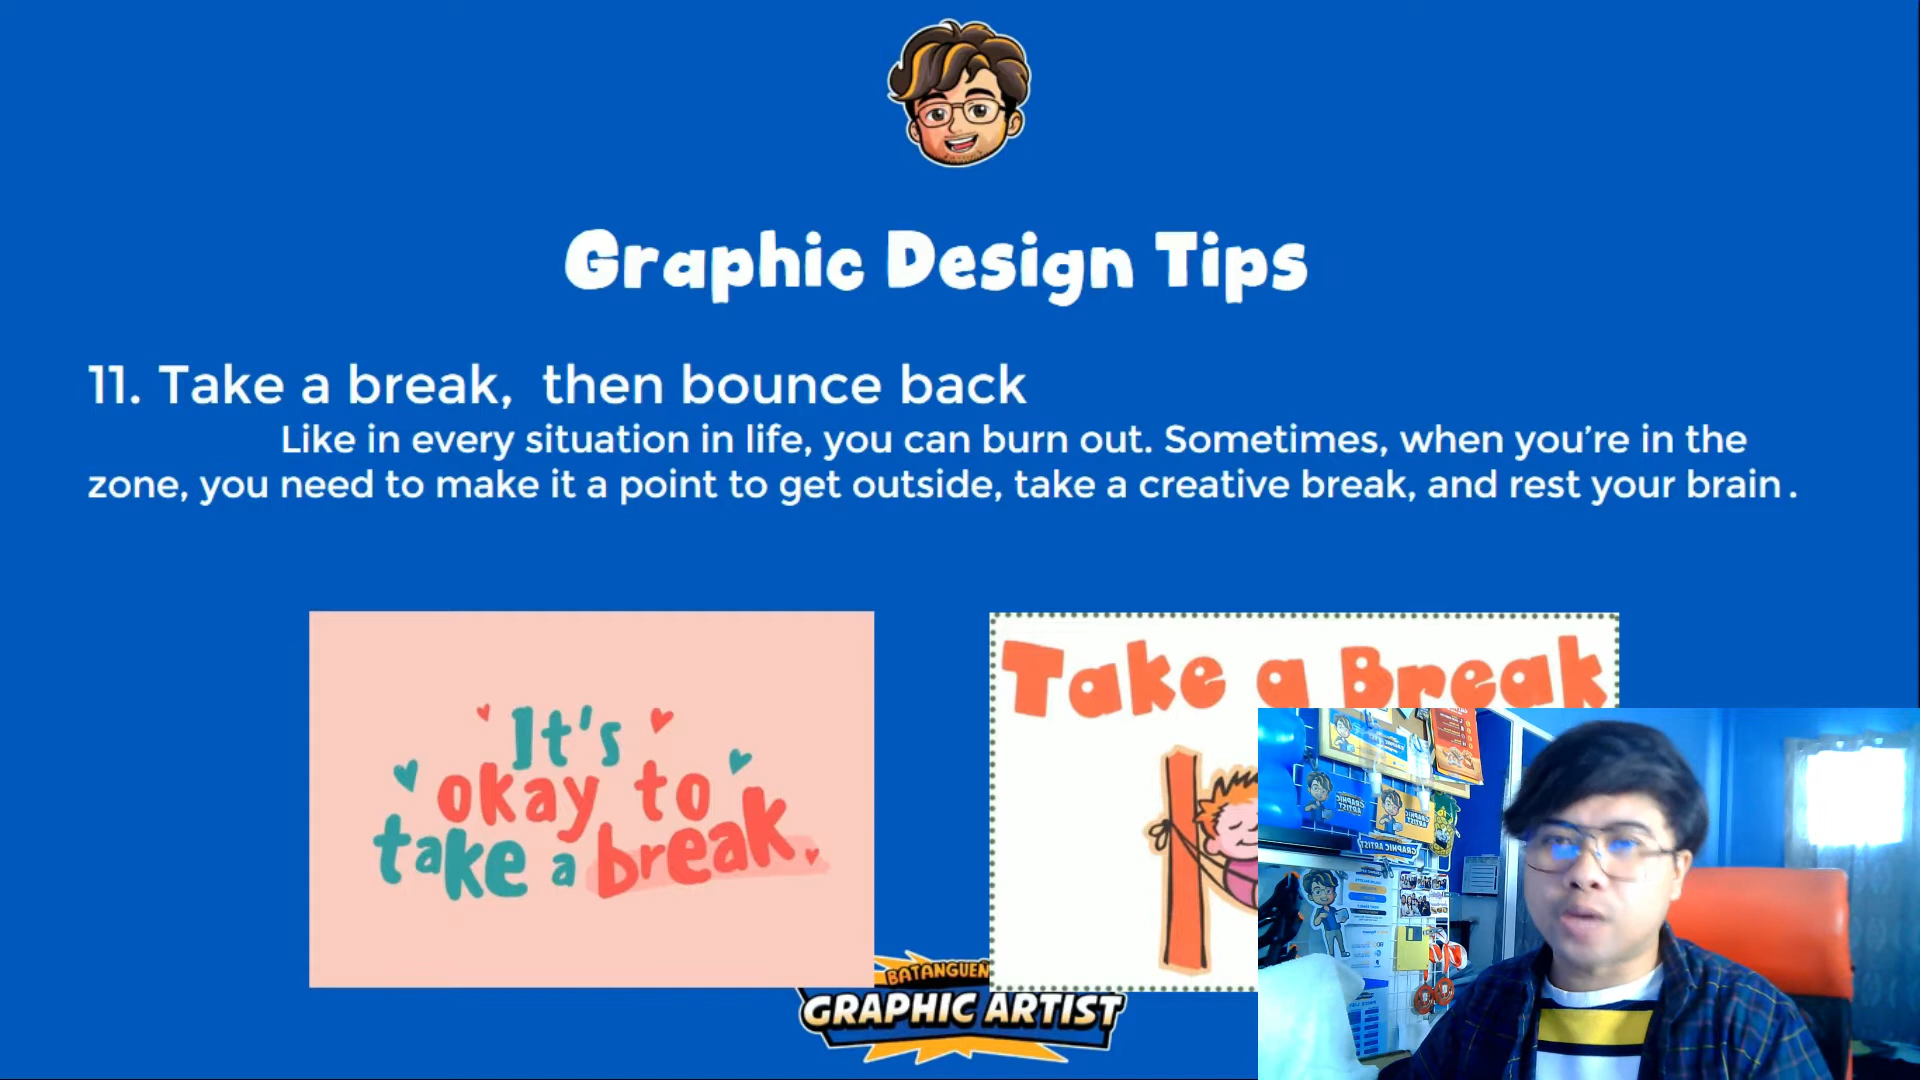 Graphic Design Tips
11. Take a break, then bounce back
Like in every situation in life, you can burn out. Sometimes, when you’re in the
zone, you need to make it a point to get outside, take a creative break, and rest your brain.
It's
okay to
take a break
Take a Break
GRAPHIC ARTIST